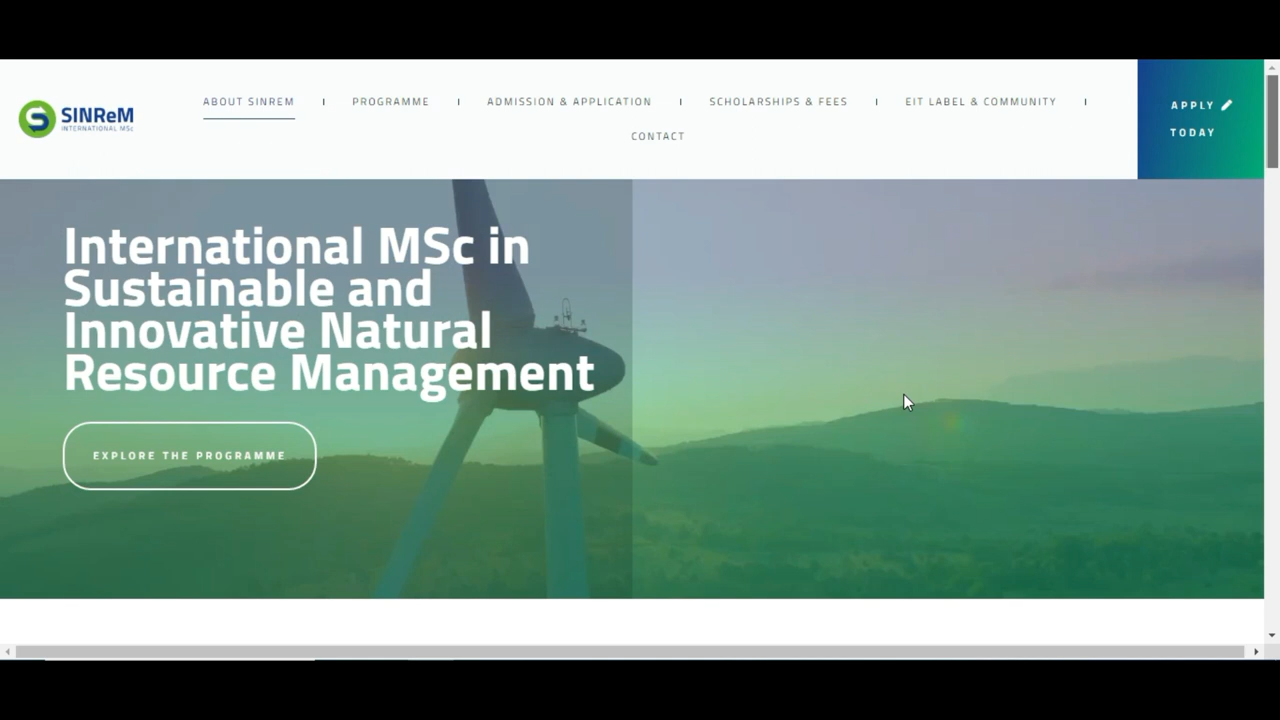 SINReM
INTERNATIONAL MSc
ABOUT SINREM
PROGRAMME
ADMISSION & APPLICATION
SCHOLARSHIPS & FEES
EIT LABEL & COMMUNITY
CONTACT
APPLY
TODAY
International MSc in
Sustainable and
Innovative Natural
Resource Management
EXPLORE THE PROGRAMME